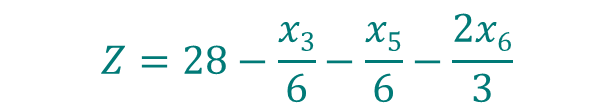 Z = 28 − x₃/6 − x₅/6 − 2x₆/3